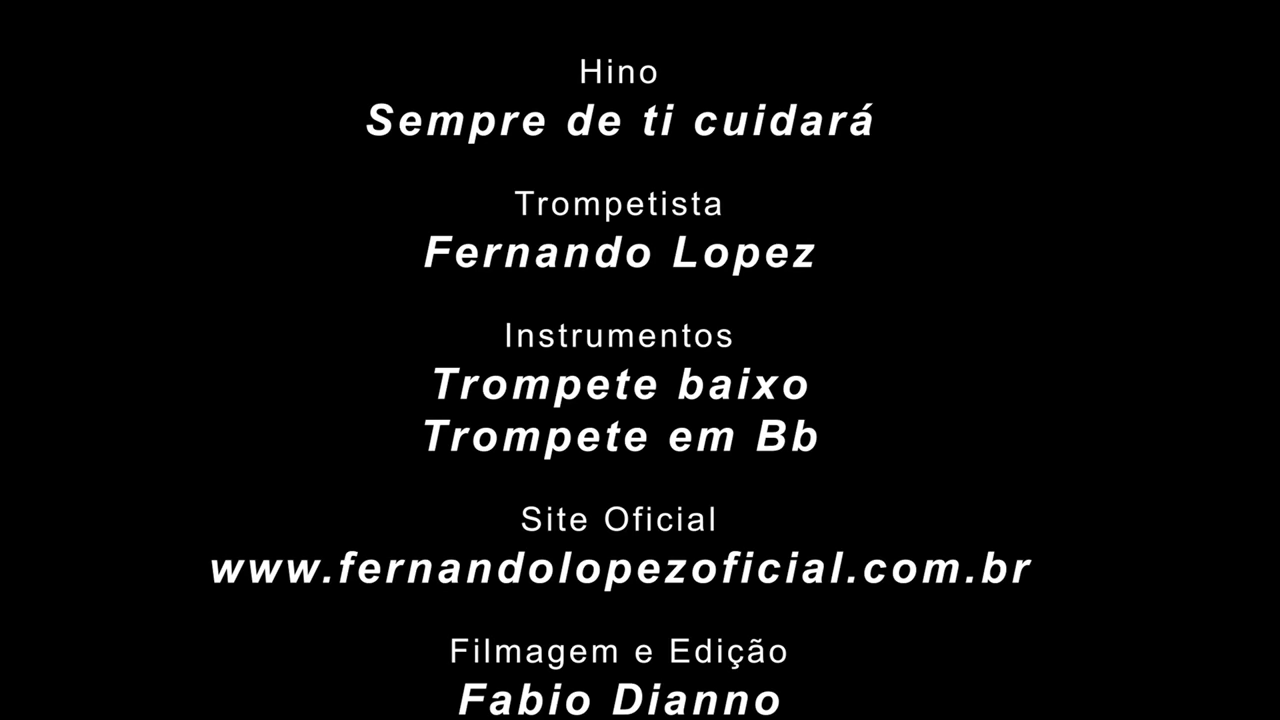 Hino
Sempre de ti cuidará
Trompetista
Fernando Lopez
Instrumentos
Trompete baixo
Trompete em Bb
Site Oficial
www.fernandolopezoficial.com.br
Filmagem e Edição
Fabio Dianno